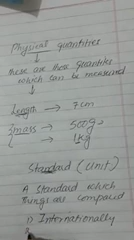 Physical quantities
↓
these are those quantities
which can be measured
↓
Length → 7cm
mass → 500g
→ 1kg
Standard (Unit)
A standard which
things are compared
1) Internationally